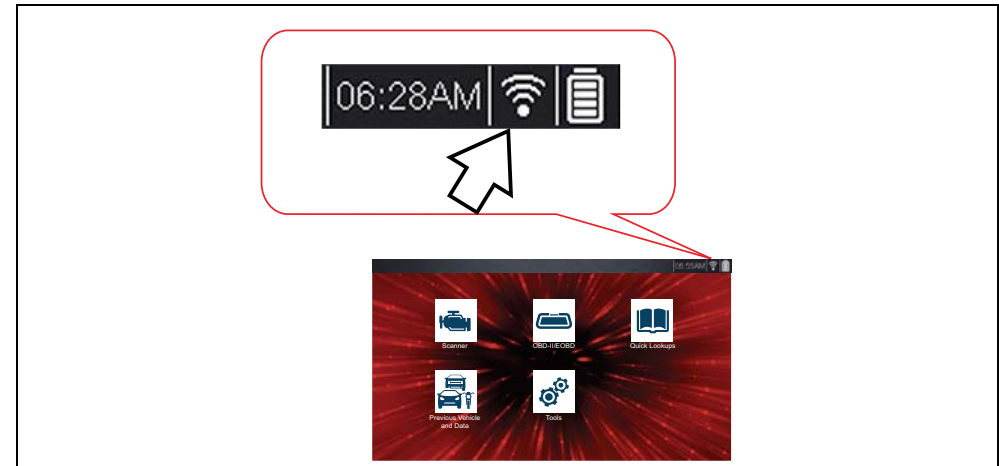 06:28AM
06:55AM
Scanner
OBD-II/EOBD
Quick Lookups
Previous Vehicle
and Data
Tools